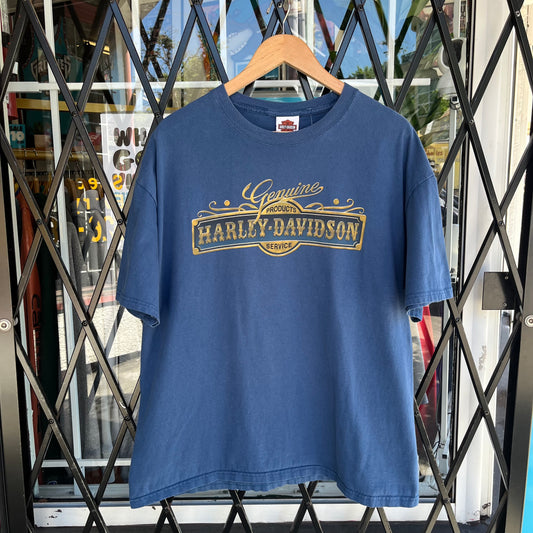 Genuine
PRODUCTS
HARLEY-DAVIDSON
SERVICE